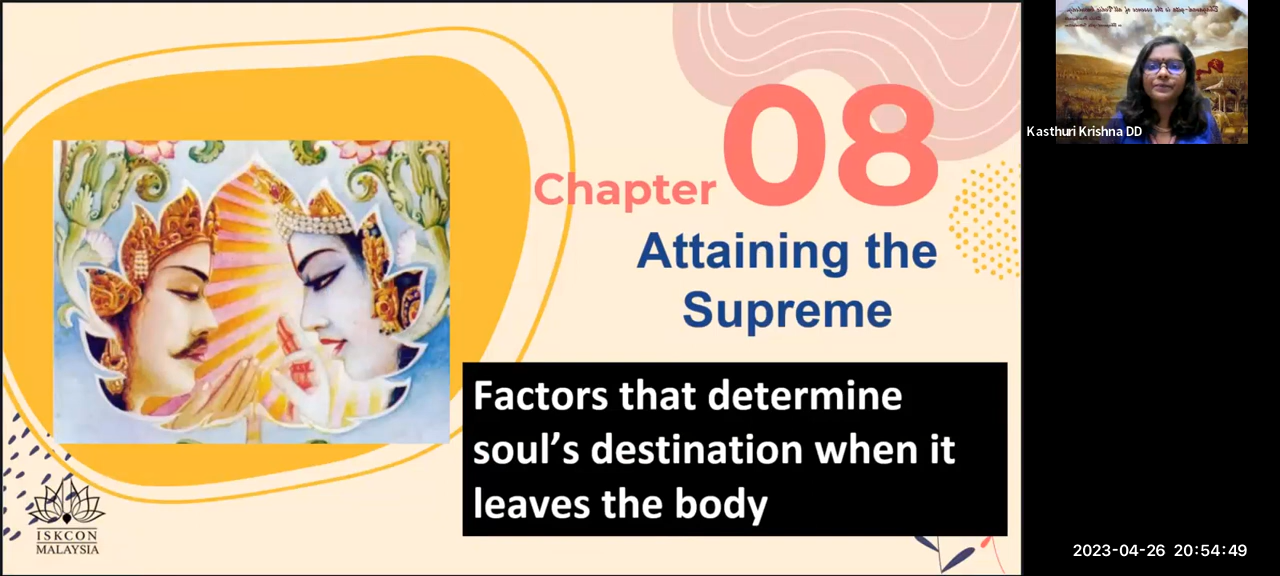 Chapter 08
Attaining the
Supreme
Factors that determine
soul's destination when it
leaves the body
ISKCON
MALAYSIA
Kasthuri Krishna DD
2023-04-26 20:54:49